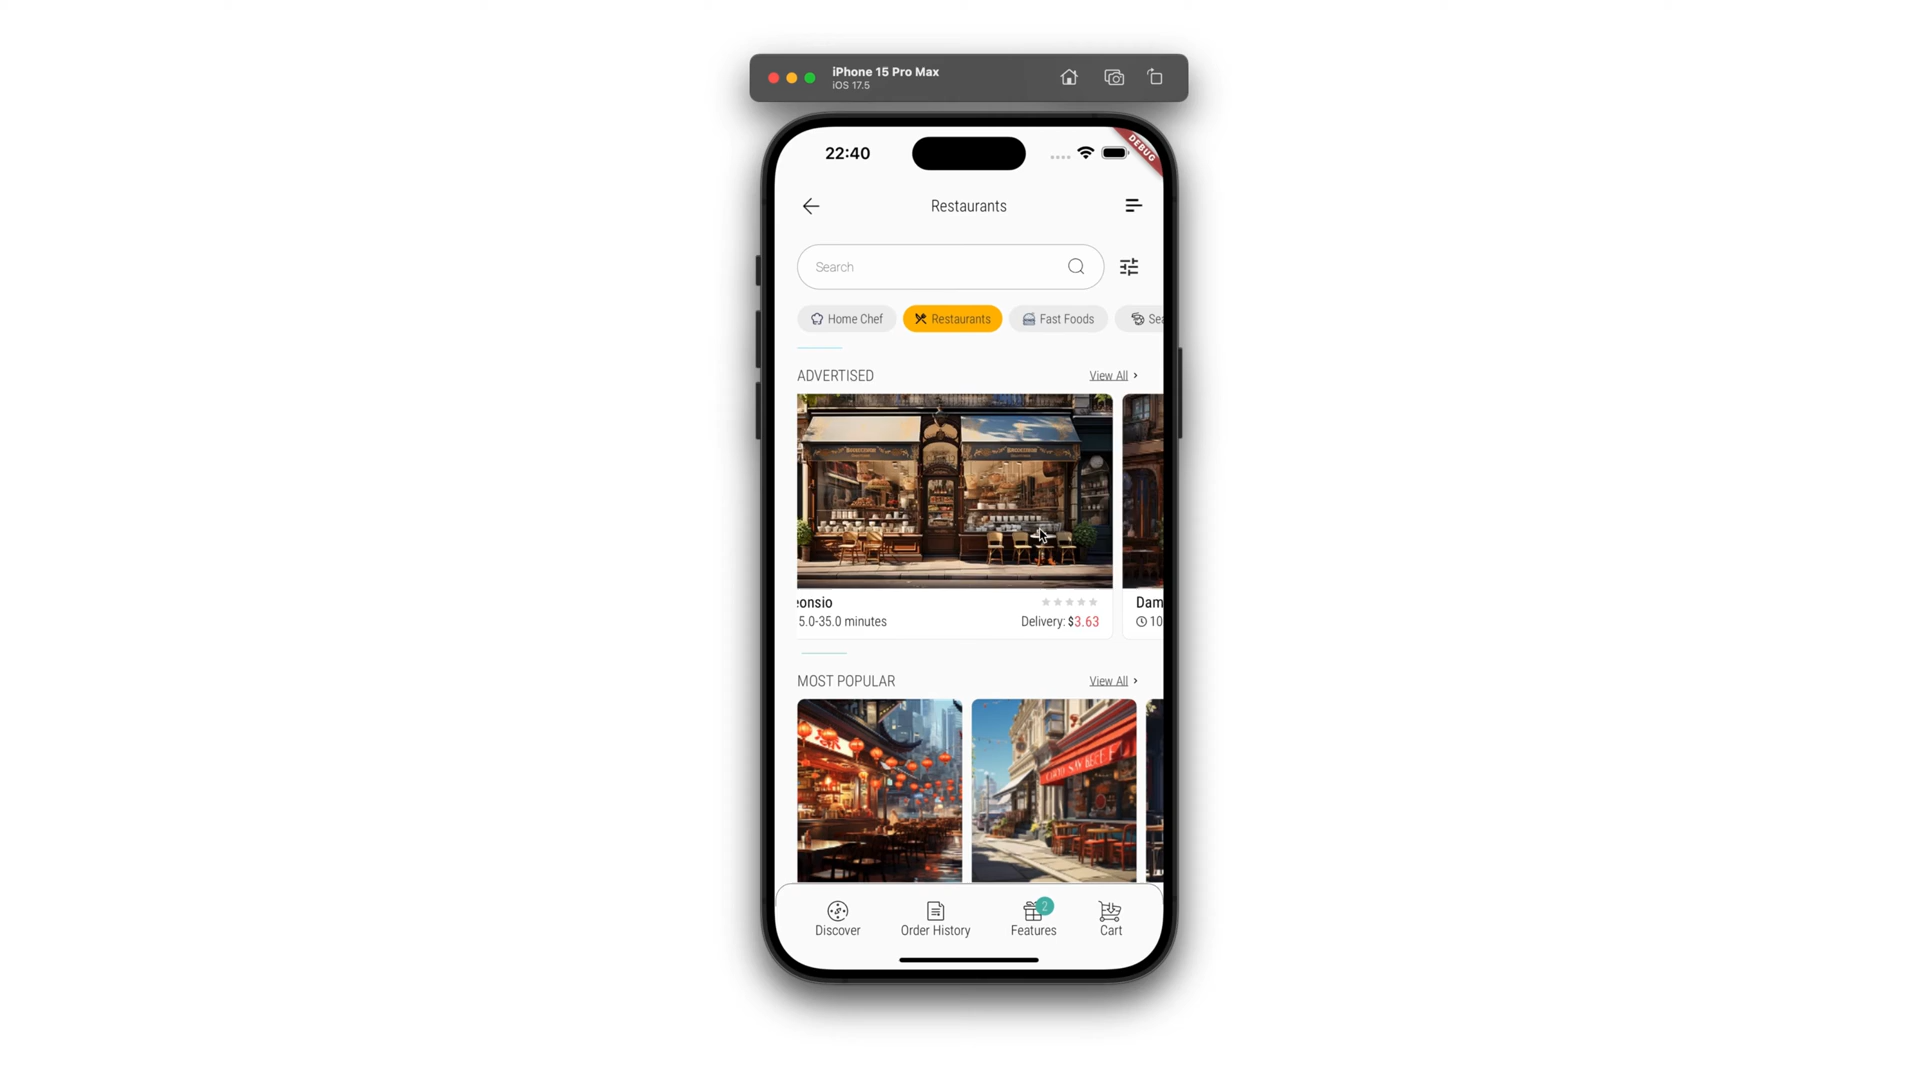 iPhone 15 Pro Max
iOS 17.5
DEBUG
22:40
Restaurants
Search
Home Chef
Restaurants
Fast Foods
Sea
ADVERTISED
View All
eonsio
5.0-35.0 minutes
Delivery: $3.63
Dam
10
MOST POPULAR
View All
2
Discover
Order History
Features
Cart